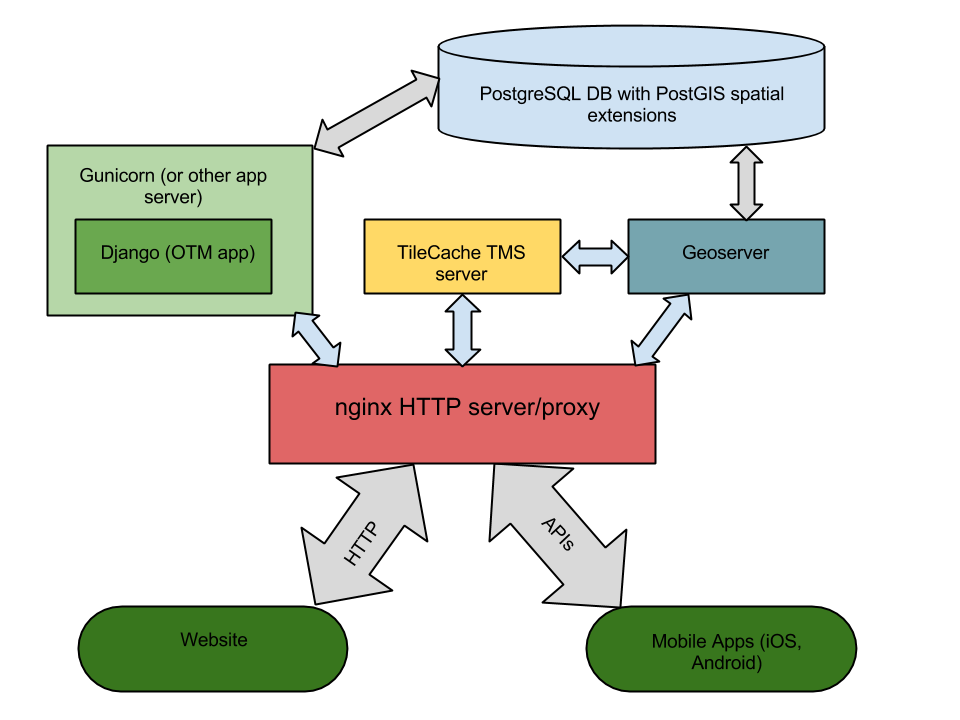 PostgreSQL DB with PostGIS spatial
extensions
Gunicorn (or other app
server)
Django (OTM app)
TileCache TMS
server
Geoserver
nginx HTTP server/proxy
HTTP
APIs
Website
Mobile Apps (iOS,
Android)